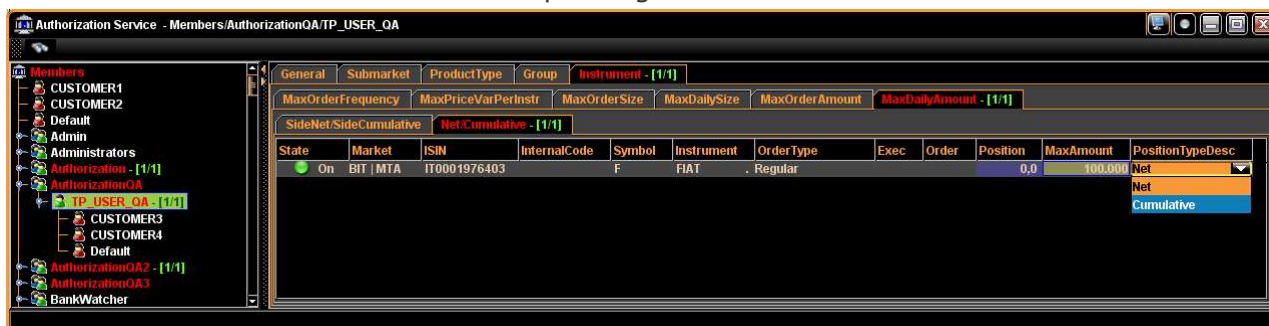 Authorization Service - Members/AuthorizationQA/TP_USER_QA
Members
CUSTOMER1
CUSTOMER2
Default
Admin
Administrators
Authorization - [1/1]
AuthorizationQA
TP_USER_QA - [1/1]
CUSTOMER3
CUSTOMER4
Default
AuthorizationQA2 - [1/1]
AuthorizationQA3
BankWatcher
General Submarket ProductType Group Instrument - [1/1]
MaxOrderFrequency MaxPriceVarPerInstr MaxOrderSize MaxDailySize MaxOrderAmount MaxDailyAmount - [1/1]
SideNet/SideCumulative Net/Cumulative - [1/1]
State Market ISIN InternalCode Symbol Instrument OrderType Exec Order Position MaxAmount PositionTypeDesc
On BIT | MTA IT0001976403 F FIAT . Regular 0,0 100.000 Net
Net
Cumulative